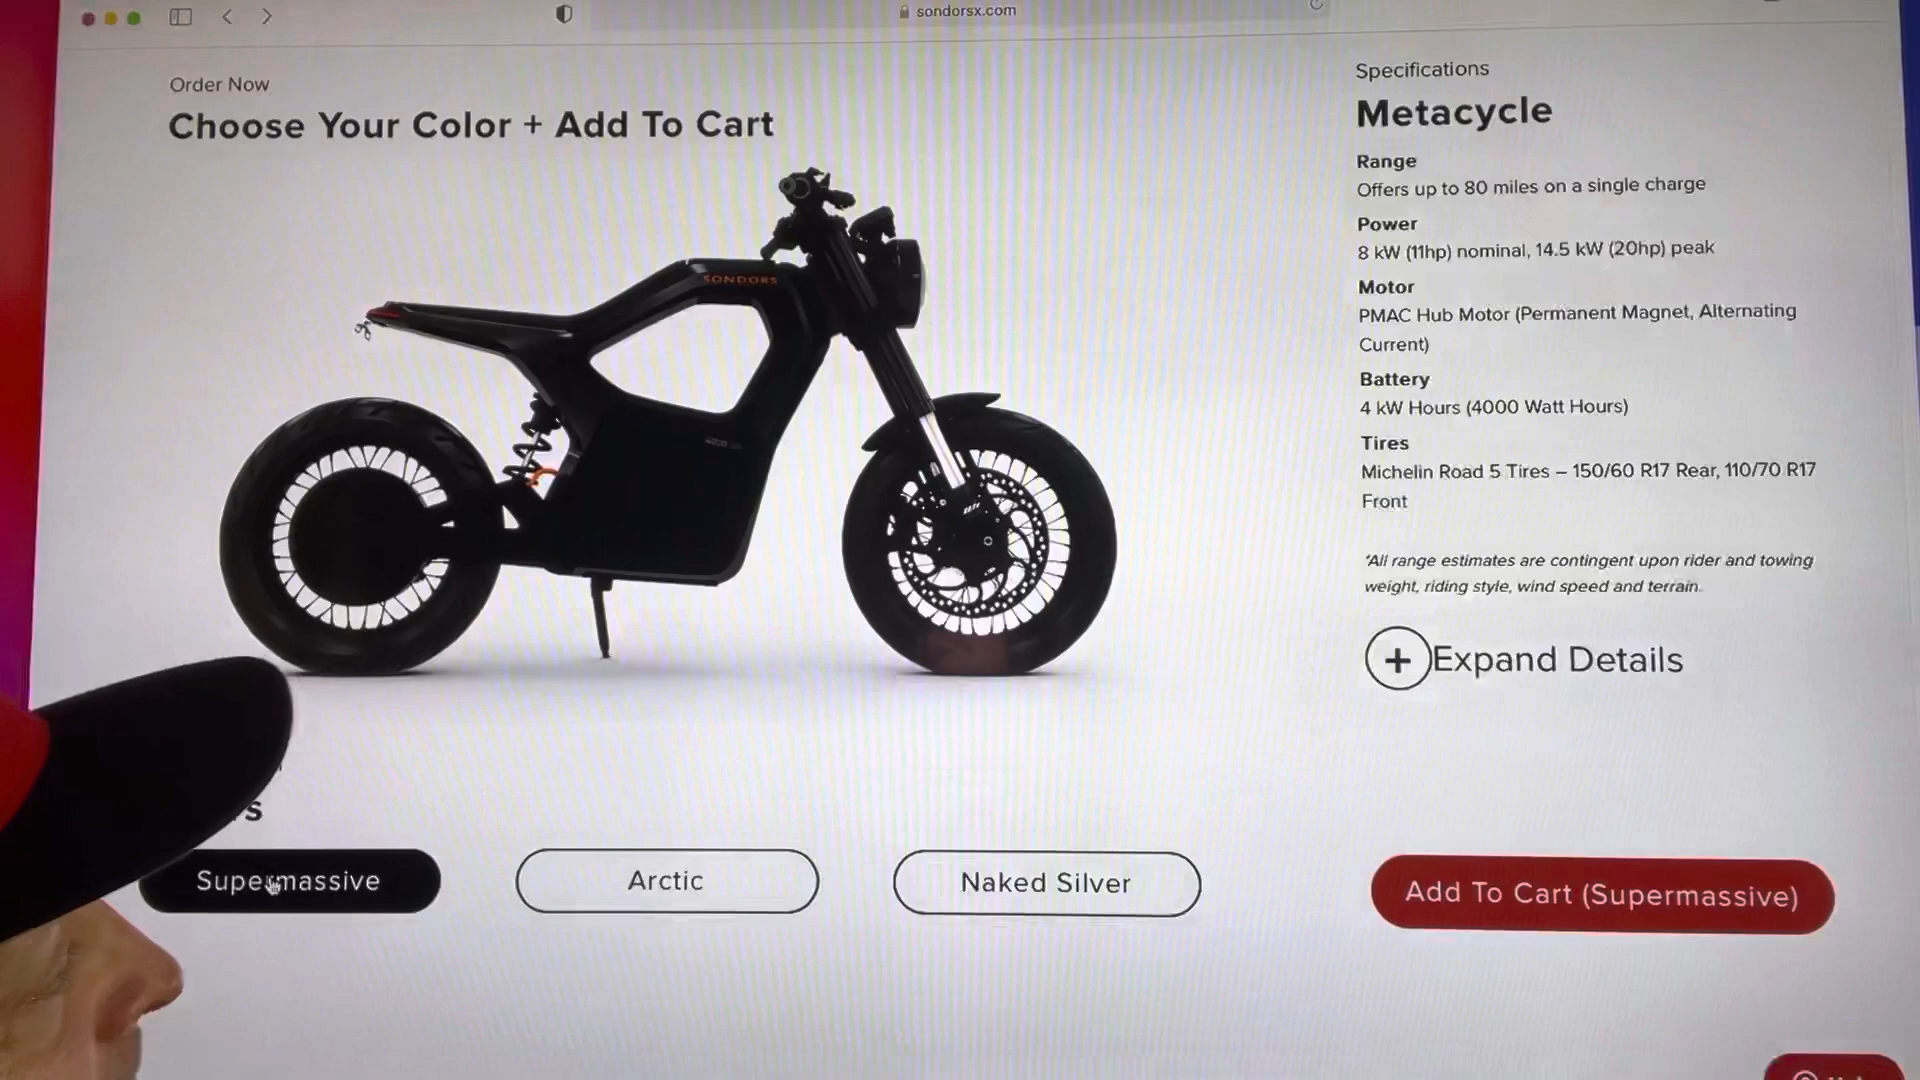 sondorsx.com
Order Now
Choose Your Color + Add To Cart
SONDORS
Supermassive
Arctic
Naked Silver
Specifications
Metacycle
Range
Offers up to 80 miles on a single charge
Power
8 kW (11hp) nominal, 14.5 kW (20hp) peak
Motor
PMAC Hub Motor (Permanent Magnet, Alternating
Current)
Battery
4 kW Hours (4000 Watt Hours)
Tires
Michelin Road 5 Tires – 150/60 R17 Rear, 110/70 R17
Front
*All range estimates are contingent upon rider and towing
weight, riding style, wind speed and terrain.
+ Expand Details
Add To Cart (Supermassive)